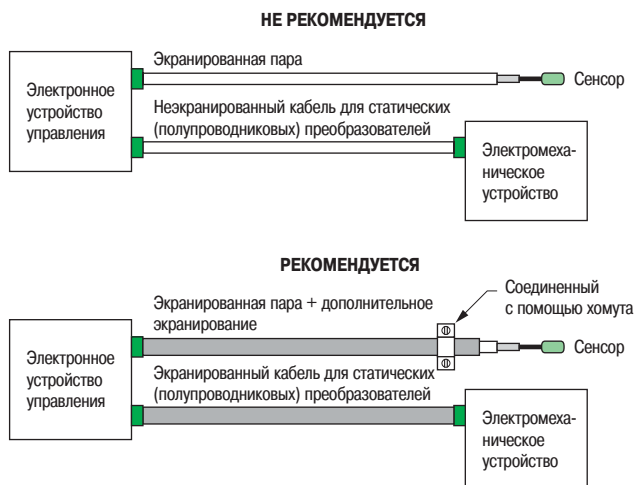 НЕ РЕКОМЕНДУЕТСЯ
Экранированная пара
Электронное
устройство
управления
Сенсор
Неэкранированный кабель для статических
(полупроводниковых) преобразователей
Электромеха-
ническое
устройство
РЕКОМЕНДУЕТСЯ
Соединенный
с помощью хомута
Экранированная пара + дополнительное
экранирование
Электронное
устройство
управления
Сенсор
Экранированный кабель для статических
(полупроводниковых) преобразователей
Электромеха-
ническое
устройство